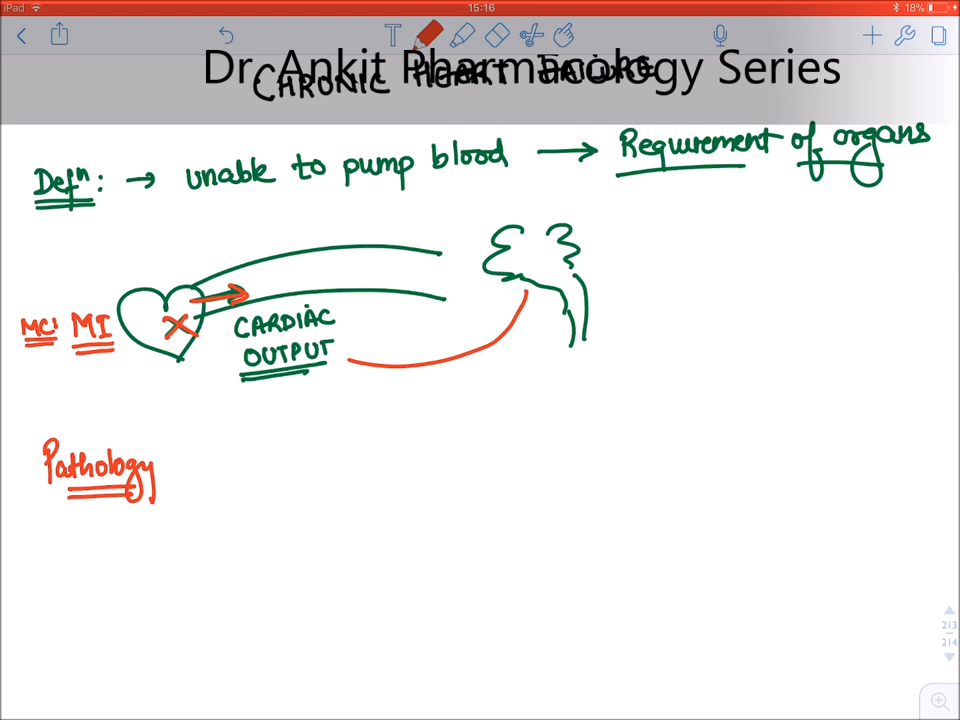 iPad 15:16 18%
T
Dr. Ankit Pharmacology Series
CHRONIC HEART FAILURE
Defⁿ: → unable to pump blood → Requirement of organs
MC! MI
CARDIAC
OUTPUT
Pathology
213
214